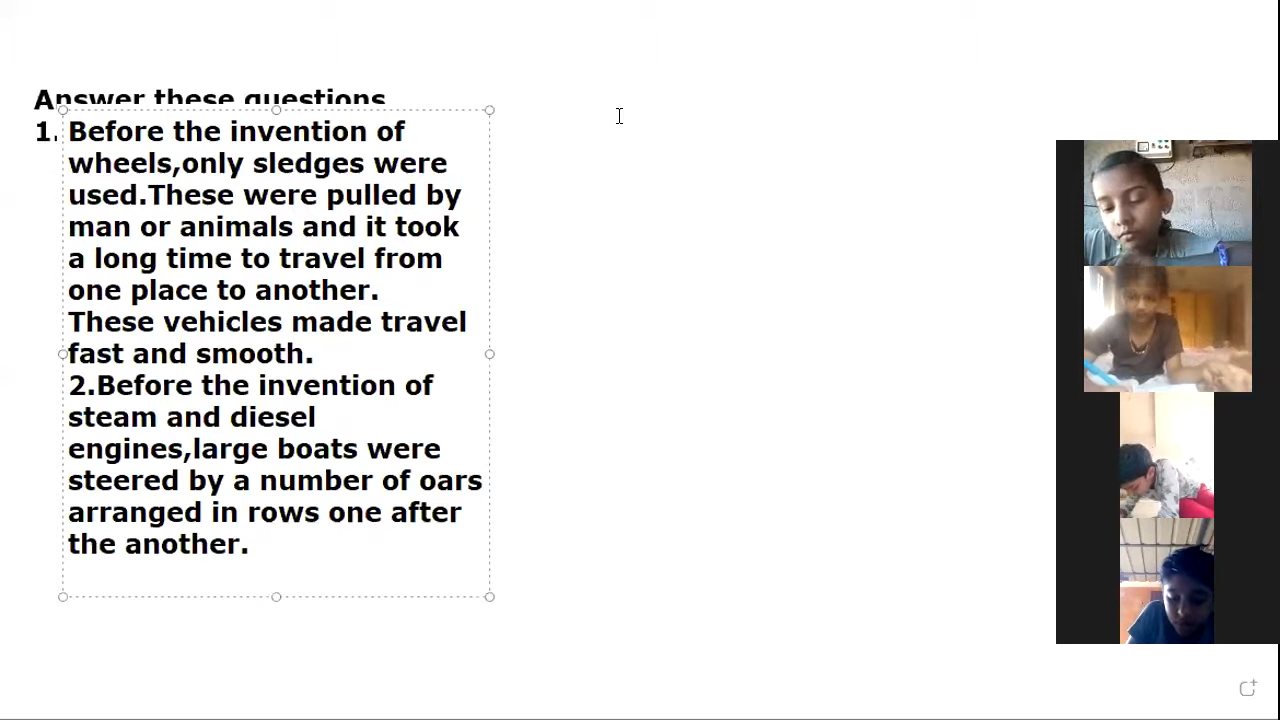 Answer these questions
1. Before the invention of
wheels,only sledges were
used.These were pulled by
man or animals and it took
a long time to travel from
one place to another.
These vehicles made travel
fast and smooth.
2.Before the invention of
steam and diesel
engines,large boats were
steered by a number of oars
arranged in rows one after
the another.